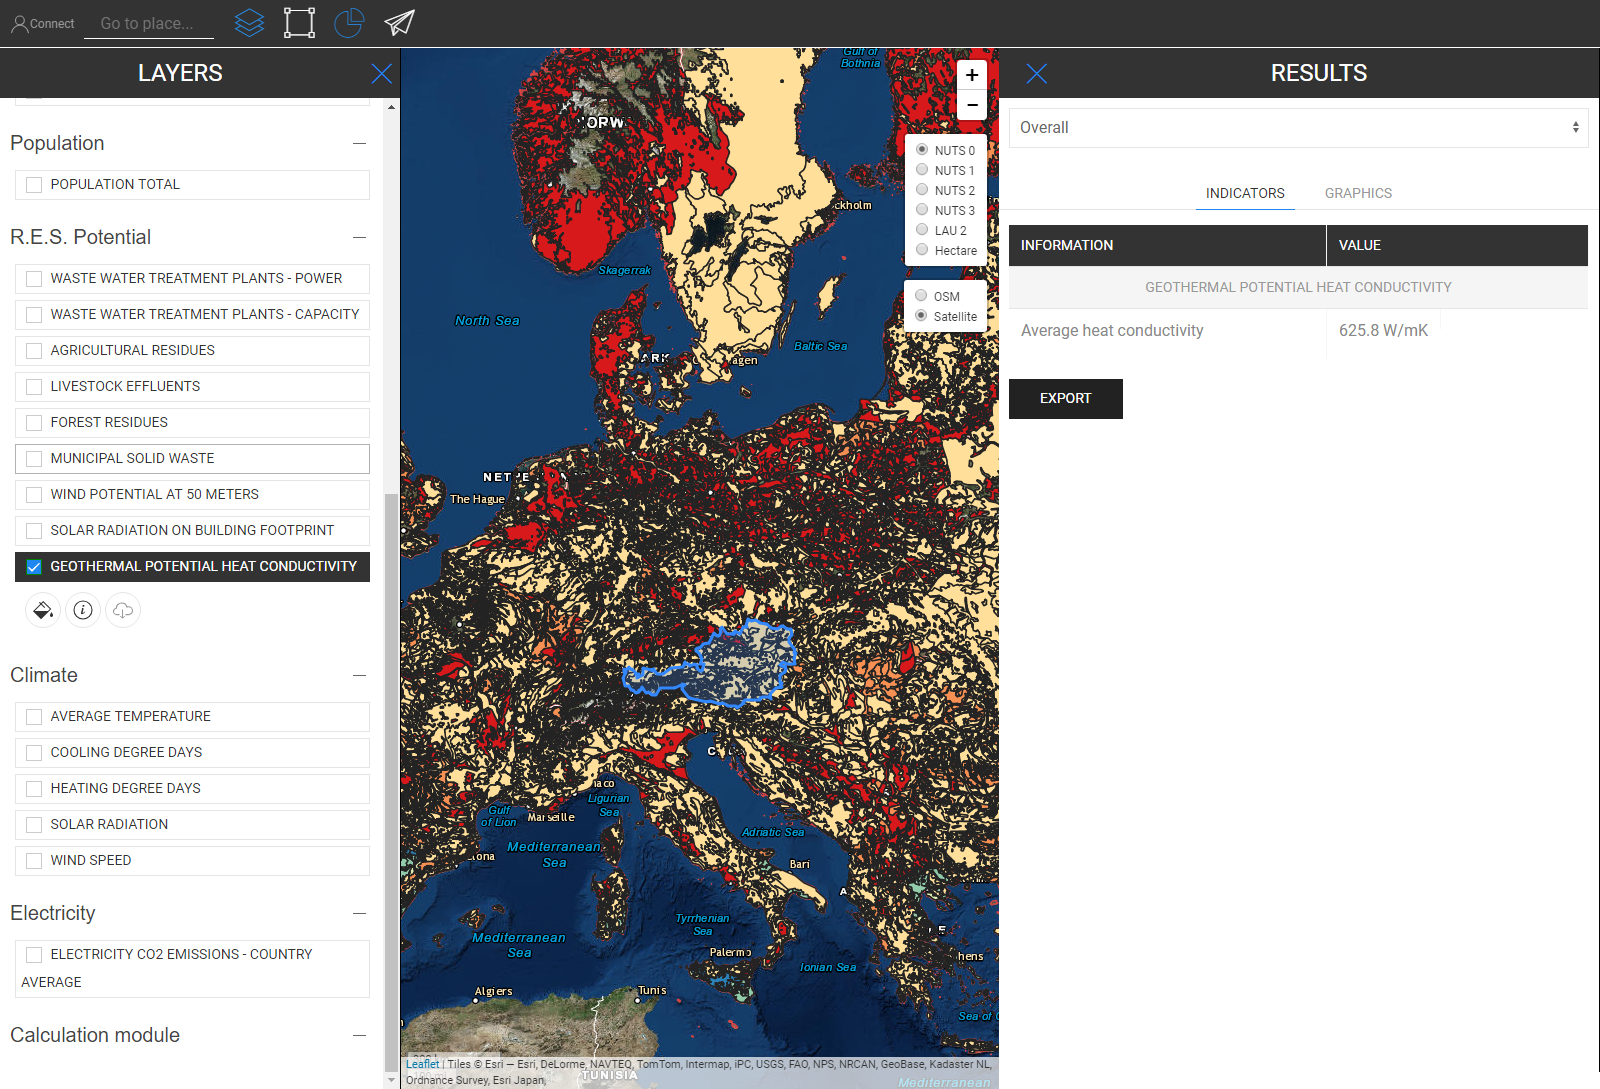 Connect
Go to place...
LAYERS
Population
POPULATION TOTAL
R.E.S. Potential
WASTE WATER TREATMENT PLANTS - POWER
WASTE WATER TREATMENT PLANTS - CAPACITY
AGRICULTURAL RESIDUES
LIVESTOCK EFFLUENTS
FOREST RESIDUES
MUNICIPAL SOLID WASTE
WIND POTENTIAL AT 50 METERS
SOLAR RADIATION ON BUILDING FOOTPRINT
GEOTHERMAL POTENTIAL HEAT CONDUCTIVITY
i
Climate
AVERAGE TEMPERATURE
COOLING DEGREE DAYS
HEATING DEGREE DAYS
SOLAR RADIATION
WIND SPEED
Electricity
ELECTRICITY CO2 EMISSIONS - COUNTRY
AVERAGE
Calculation module
Gulf of
Bothnia
NORW
ckholm
Skagerrak
North Sea
ARK
agen
Baltic Sea
NETHE
The Hague
aco
Ligurian
Sea
Gulf
of Lion
Marseille
Mediterranean
Sea
Adriatic Sea
lona
Bari
Tyrrhenian
Sea
Mediterranean
Sea
Palermo
Ionian Sea
hens
Algiers
Tunis
Sea of C
TUNISIA
Mediterranean
Leaflet | Tiles © Esri — Esri, DeLorme, NAVTEQ, TomTom, Intermap, iPC, USGS, FAO, NPS, NRCAN, GeoBase, Kadaster NL,
Ordnance Survey, Esri Japan,
+
−
NUTS 0
NUTS 1
NUTS 2
NUTS 3
LAU 2
Hectare
OSM
Satellite
RESULTS
Overall
INDICATORS
GRAPHICS
INFORMATION
VALUE
GEOTHERMAL POTENTIAL HEAT CONDUCTIVITY
Average heat conductivity
625.8 W/mK
EXPORT